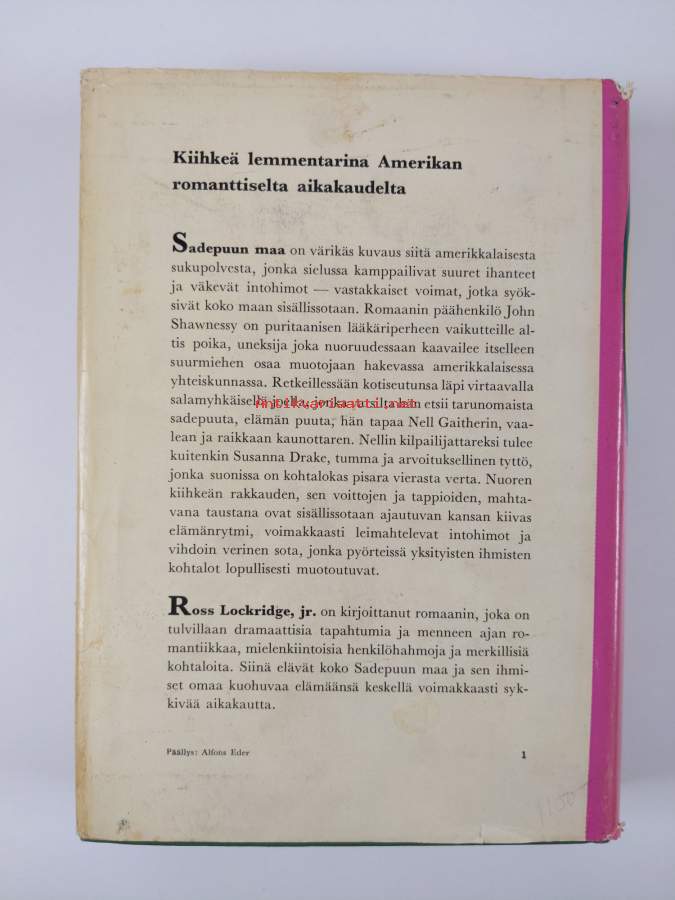 Kiihkeä lemmentarina Amerikan
romanttiselta aikakaudelta
Sadepuun maa on värikäs kuvaus siitä amerikkalaisesta
sukupolvesta, jonka sielussa kamppailivat suuret ihanteet
ja väkevät intohimot — vastakkaiset voimat, jotka syök-
sivät koko maan sisällissotaan. Romaanin päähenkilö John
Shawnessy on puritaanisen lääkäriperheen vaikutteille al-
tis poika, uneksija joka nuoruudessaan kaavailee itselleen
suurmiehen osaa muotojaan hakevassa amerikkalaisessa
yhteiskunnassa. Retkeillessään kotiseutunsa läpi virtaavalla
salamyhkäisellä joella, jonka varsilta hän etsii tarunomaista
Antikvariaatti.net
sadepuuta, elämän puuta, hän tapaa Nell Gaitherin, vaa-
lean ja raikkaan kaunottaren. Nellin kilpailijattareksi tulee
kuitenkin Susanna Drake, tumma ja arvoituksellinen tyttö,
jonka suonissa on kohtalokas pisara vierasta verta. Nuoren
kiihkeän rakkauden, sen voittojen ja tappioiden, mahta-
vana taustana ovat sisällissotaan ajautuvan kansan kiivas
elämänrytmi, voimakkaasti leimahtelevat intohimot ja
vihdoin verinen sota, jonka pyörteissä yksityisten ihmisten
kohtalot lopullisesti muotoutuvat.
Ross Lockridge, jr. on kirjoittanut romaanin, joka on
tulvillaan dramaattisia tapahtumia ja menneen ajan ro-
mantiikkaa, mielenkiintoisia henkilöhahmoja ja merkillisiä
kohtaloita. Siinä elävät koko Sadepuun maa ja sen ihmi-
set omaa kuohuvaa elämäänsä keskellä voimakkaasti syk-
kivää aikakautta.
Päällys: Alfons Eder 1